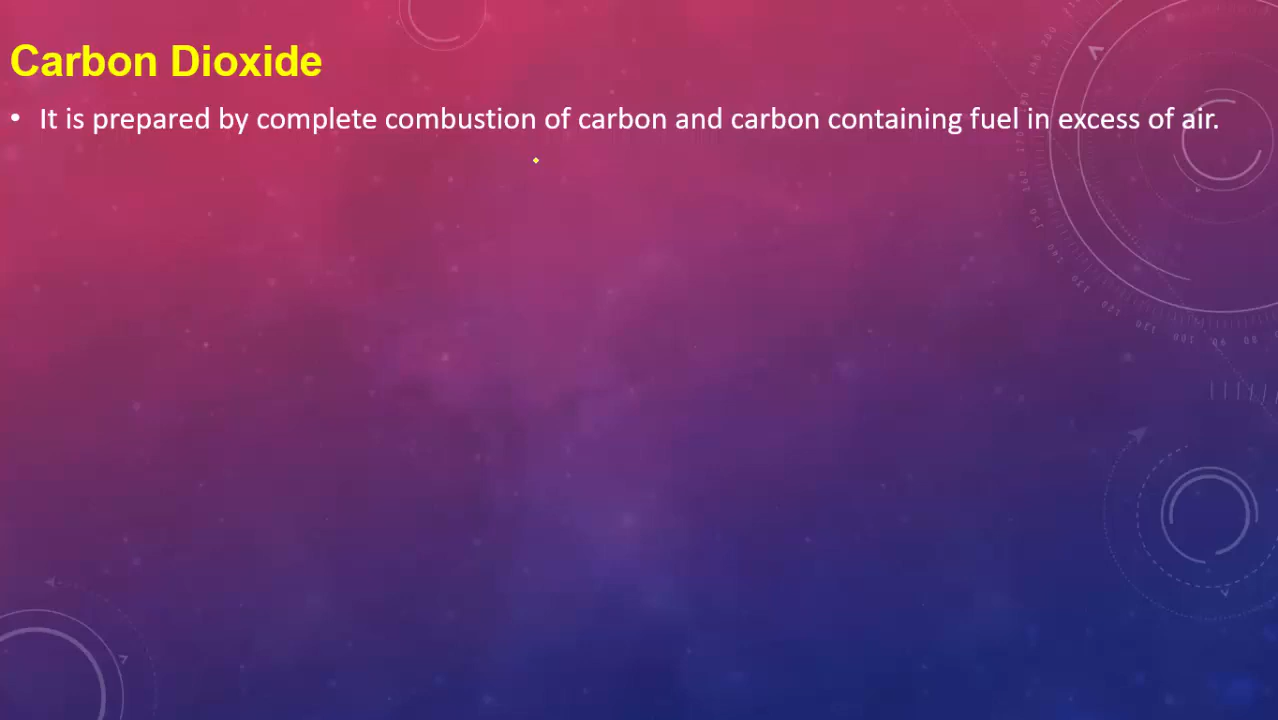 Carbon Dioxide
• It is prepared by complete combustion of carbon and carbon containing fuel in excess of air.